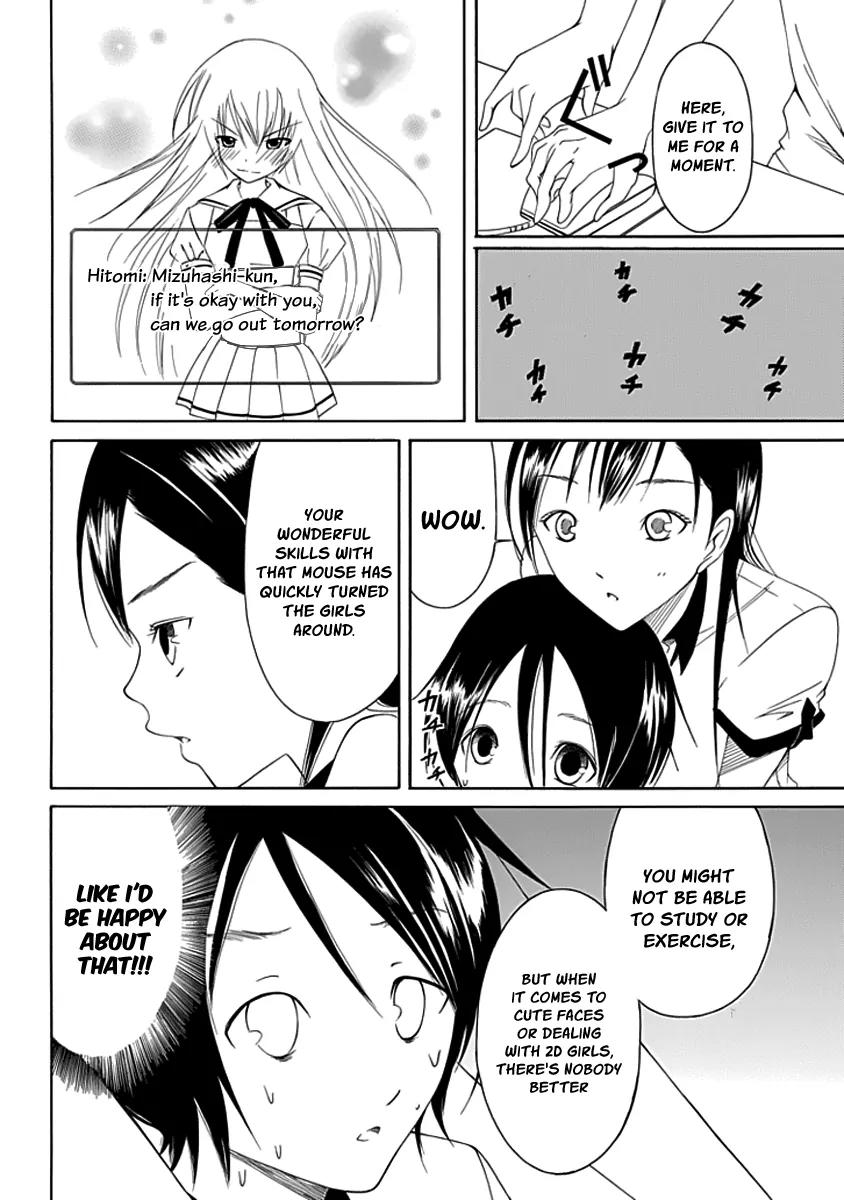 HERE,
GIVE IT TO
ME FOR A
MOMENT.
カチ
カチ
カチ
カチ
カチ
カチ
Hitomi: Mizuhashi-kun,
if it's okay with you,
can we go out tomorrow?
WOW.
カチーカチ
YOUR
WONDERFUL
SKILLS WITH
THAT MOUSE HAS
QUICKLY TURNED
THE GIRLS
AROUND.
YOU MIGHT
NOT BE ABLE
TO STUDY OR
EXERCISE,
BUT WHEN
IT COMES TO
CUTE FACES
OR DEALING
WITH 2D GIRLS,
THERE'S NOBODY
BETTER
LIKE I'D
BE HAPPY
ABOUT
THAT!!!